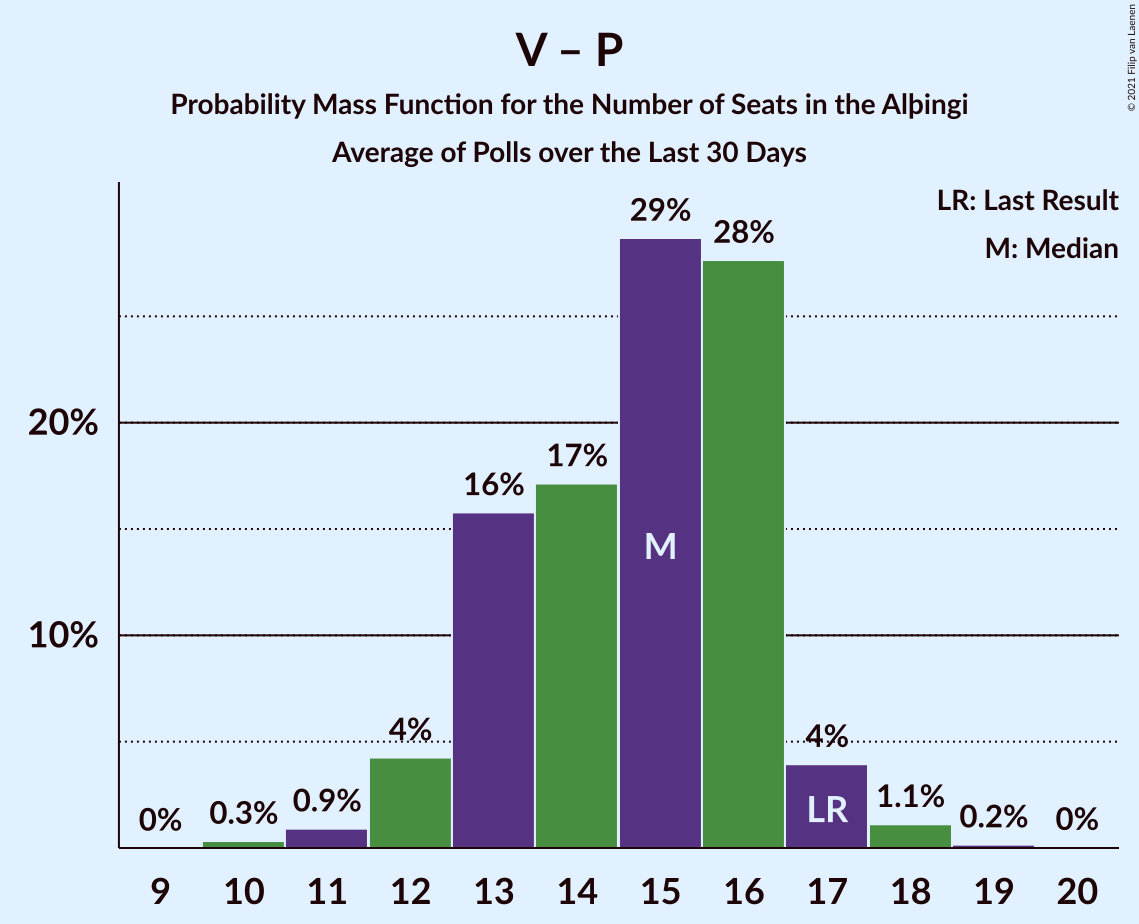 V – P
Probability Mass Function for the Number of Seats in the Alþingi
Average of Polls over the Last 30 Days
© 2021 Filip van Laenen
LR: Last Result
M: Median
20%
10%
0%
0.3%
0.9%
4%
16%
17%
29%
28%
4%
1.1%
0.2%
0%
M
LR
9 10 11 12 13 14 15 16 17 18 19 20